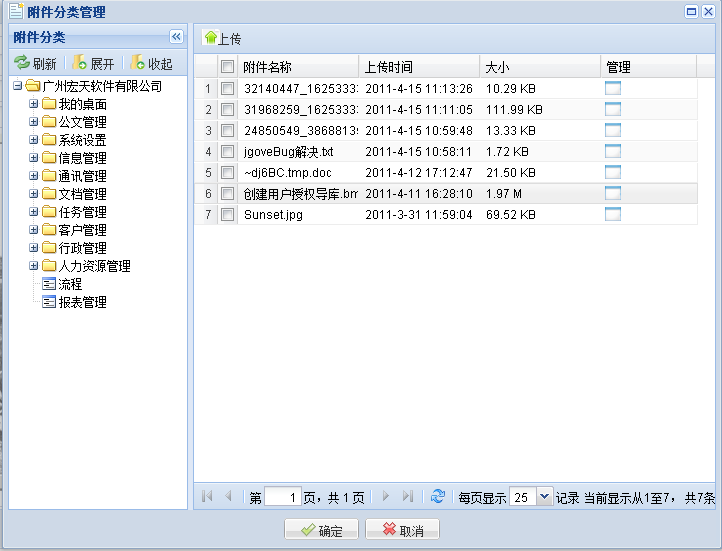 附件分类管理
附件分类
刷新 展开 收起
广州宏天软件有限公司
我的桌面
公文管理
系统设置
信息管理
通讯管理
文档管理
任务管理
客户管理
行政管理
人力资源管理
流程
报表管理
上传
附件名称 上传时间 大小 管理
1 32140447_1625333 2011-4-15 11:13:26 10.29 KB
2 31968259_1625333 2011-4-15 11:11:05 111.99 KB
3 24850549_3868813 2011-4-15 10:59:48 13.33 KB
4 jgoveBug解决.txt 2011-4-15 10:58:11 1.72 KB
5 ~dj6BC.tmp.doc 2011-4-12 17:12:47 21.50 KB
6 创建用户授权导库.bm 2011-4-11 16:28:10 1.97 M
7 Sunset.jpg 2011-3-31 11:59:04 69.52 KB
第 1 页，共 1 页 每页显示 25 记录 当前显示从1至7，共7条
确定 取消